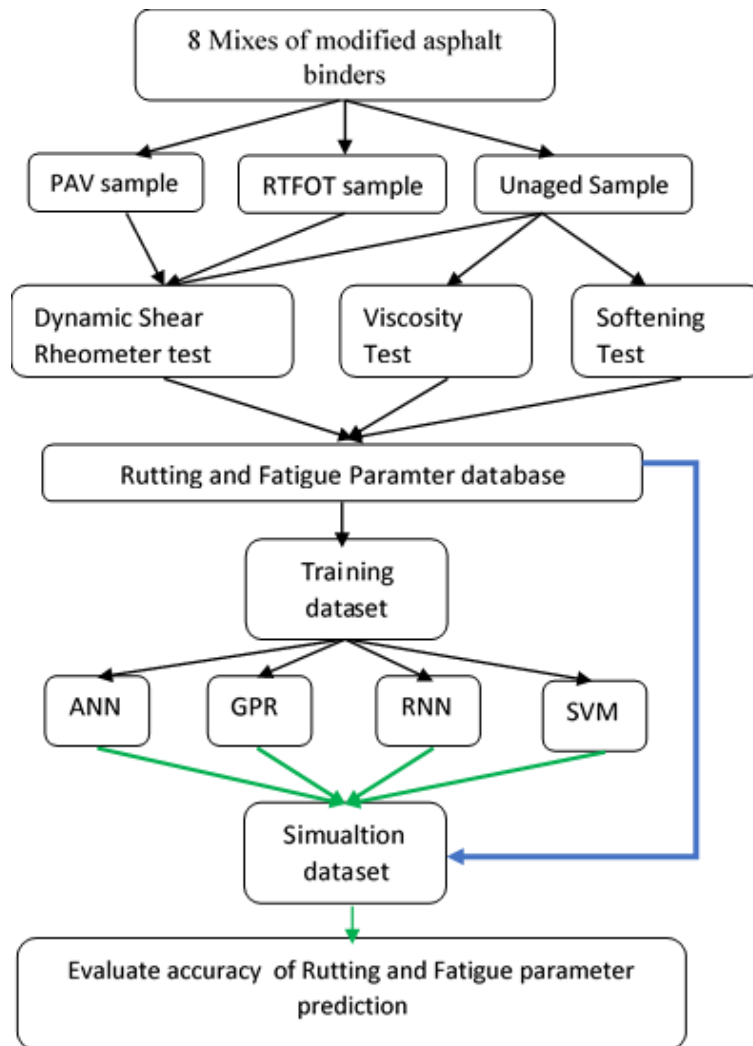 8 Mixes of modified asphalt
binders
PAV sample
RTFOT sample
Unaged Sample
Dynamic Shear
Rheometer test
Viscosity
Test
Softening
Test
Rutting and Fatigue Paramter database
Training
dataset
ANN
GPR
RNN
SVM
Simualtion
dataset
Evaluate accuracy of Rutting and Fatigue parameter
prediction